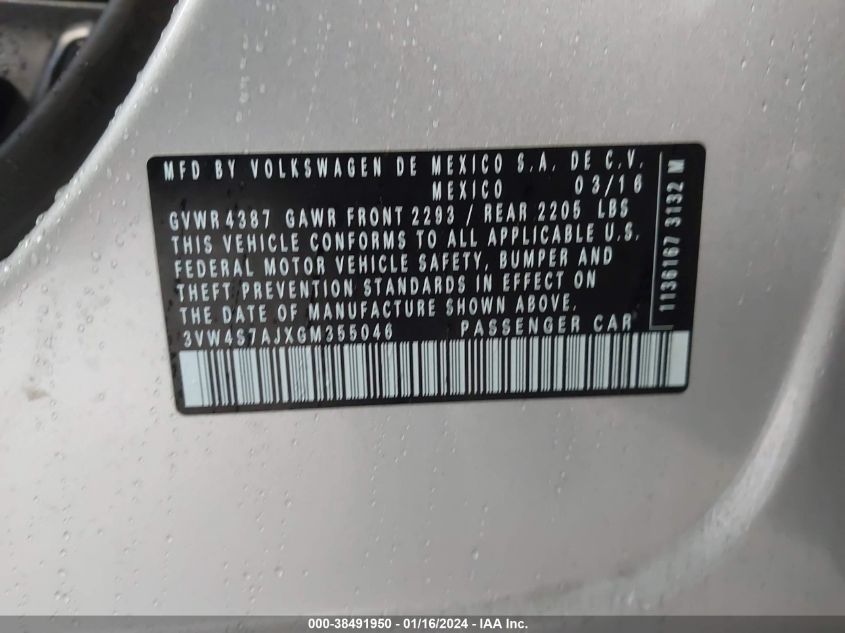 MFD BY VOLKSWAGEN DE MEXICO S.A. DE C.V.
MEXICO 03/16
GVWR 4387 GAWR FRONT 2293 / REAR 2205 LBS
THIS VEHICLE CONFORMS TO ALL APPLICABLE U.S.
FEDERAL MOTOR VEHICLE SAFETY, BUMPER AND
THEFT PREVENTION STANDARDS IN EFFECT ON
THE DATE OF MANUFACTURE SHOWN ABOVE.
3VW4S7AJXGM355046 PASSENGER CAR
1136167 3132 M
000-38491950 - 01/16/2024 - IAA Inc.